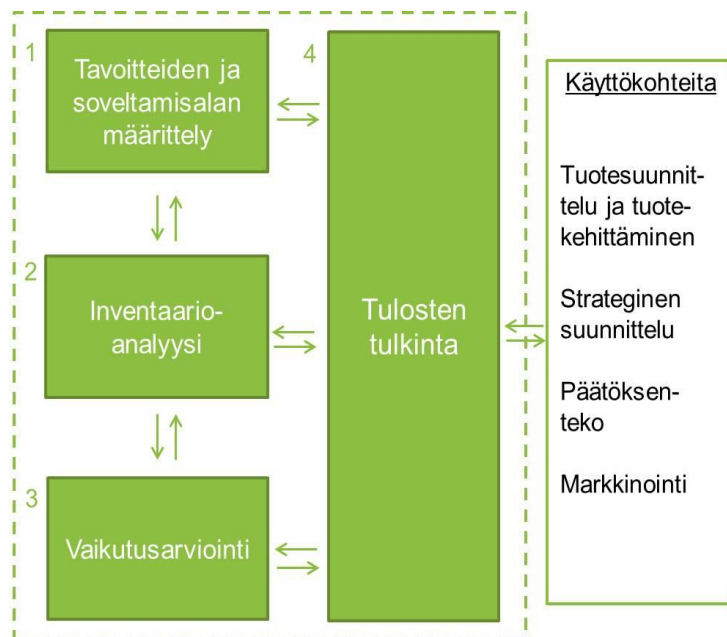 1
Tavoitteiden ja
soveltamisalan
määrittely
2
Inventaario-
analyysi
3
Vaikutusarviointi
4
Tulosten
tulkinta
Käyttökohteita
Tuotesuunnit-
telu ja tuote-
kehittäminen
Strateginen
suunnittelu
Päätöksen-
teko
Markkinointi